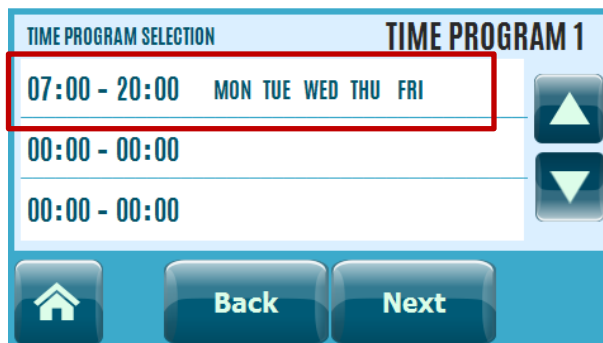 TIME PROGRAM SELECTION TIME PROGRAM 1
07:00 - 20:00 MON TUE WED THU FRI
00:00 - 00:00
00:00 - 00:00
Back Next